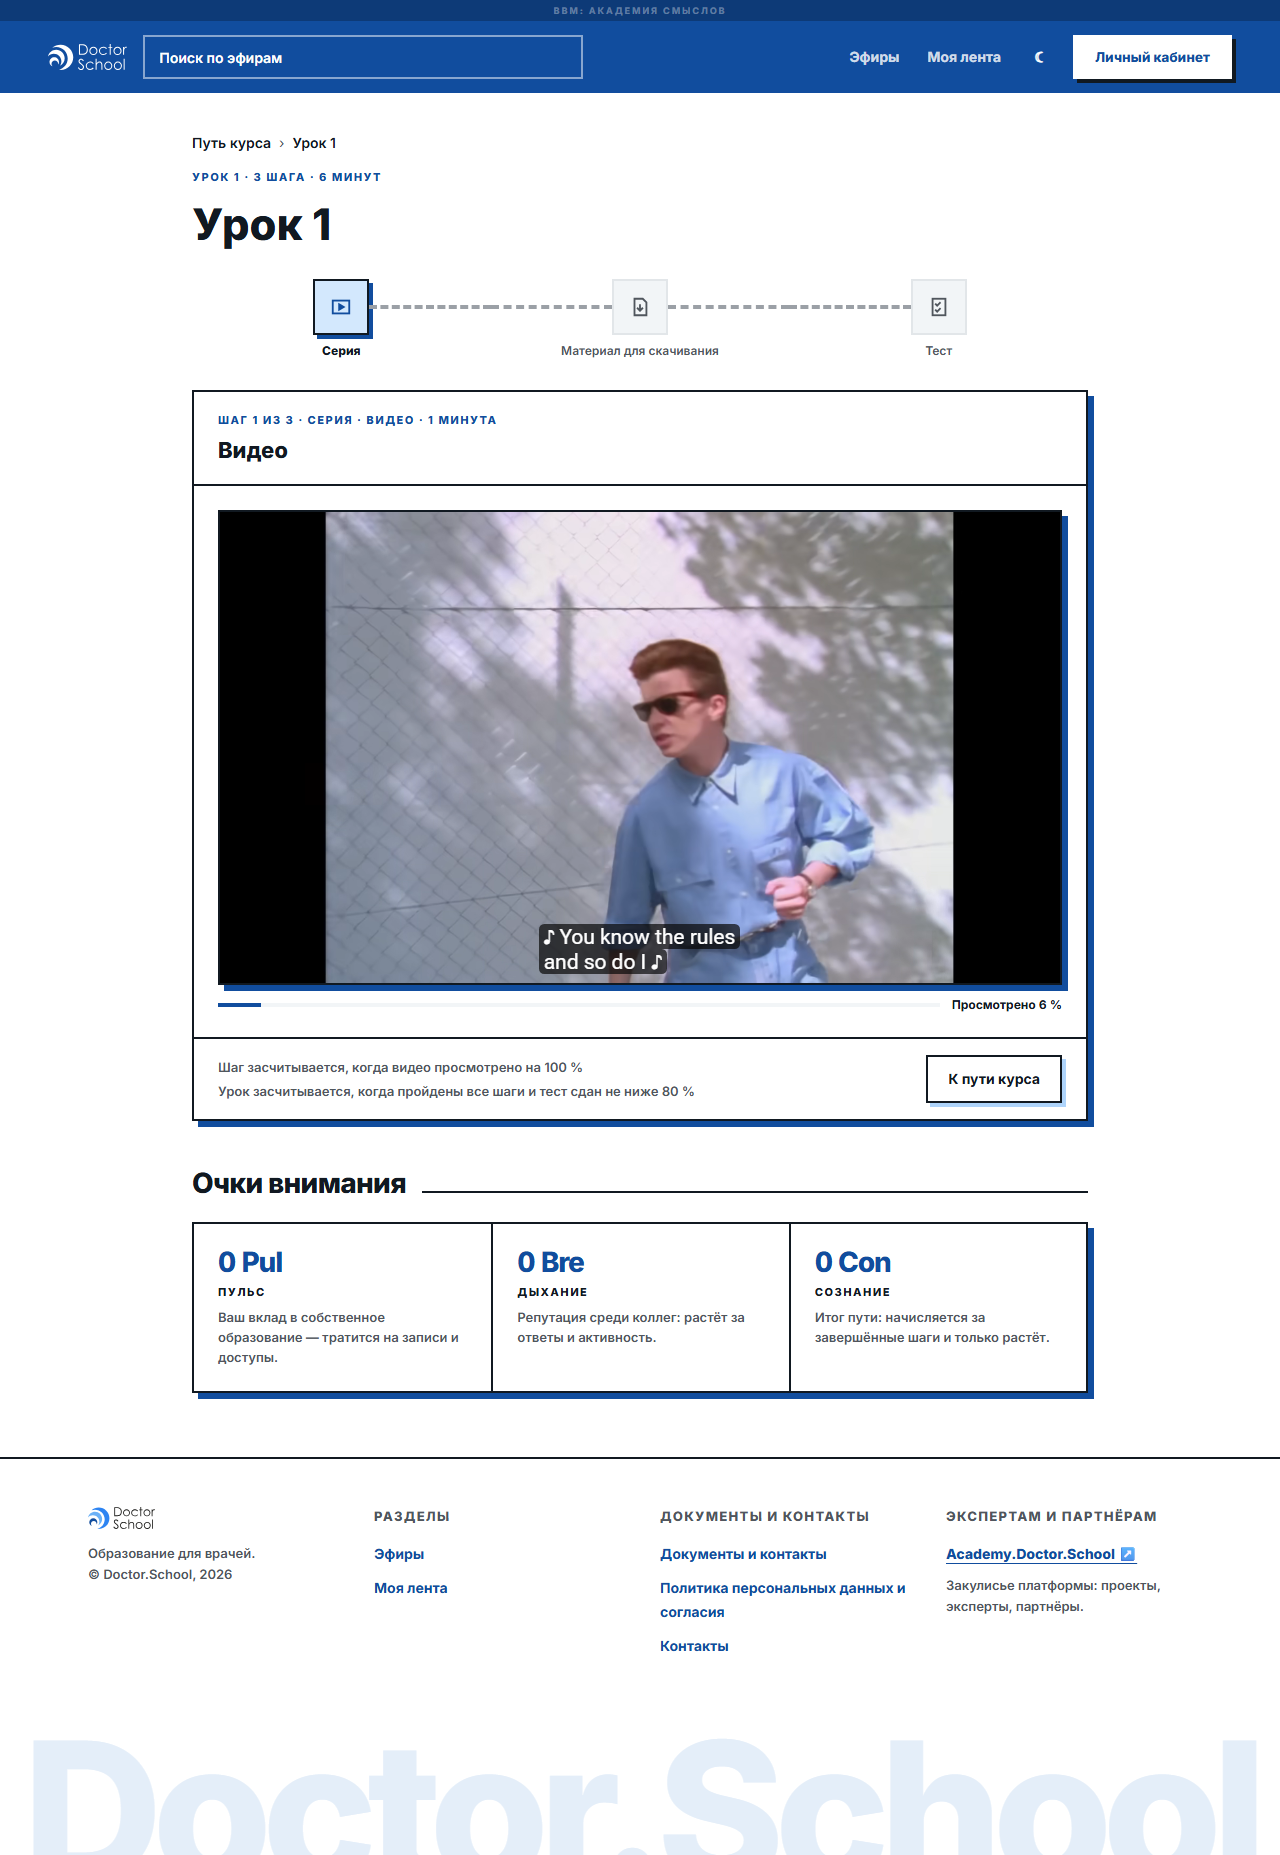 ВВМ: АКАДЕМИЯ СМЫСЛОВ
Doctor
School
Поиск по эфирам
Эфиры
Моя лента
Личный кабинет
Путь курса › Урок 1
УРОК 1 · 3 ШАГА · 6 МИНУТ
Урок 1
Серия
Материал для скачивания
Тест
ШАГ 1 ИЗ 3 · СЕРИЯ · ВИДЕО · 1 МИНУТА
Видео
♪ You know the rules
and so do I ♪
Просмотрено 6 %
Шаг засчитывается, когда видео просмотрено на 100 %
Урок засчитывается, когда пройдены все шаги и тест сдан не ниже 80 %
К пути курса
Очки внимания
0 Pul
ПУЛЬС
Ваш вклад в собственное
образование — тратится на записи и
доступы.
0 Bre
ДЫХАНИЕ
Репутация среди коллег: растёт за
ответы и активность.
0 Con
СОЗНАНИЕ
Итог пути: начисляется за
завершённые шаги и только растёт.
Doctor
School
Образование для врачей.
© Doctor.School, 2026
РАЗДЕЛЫ
Эфиры
Моя лента
ДОКУМЕНТЫ И КОНТАКТЫ
Документы и контакты
Политика персональных данных и
согласия
Контакты
ЭКСПЕРТАМ И ПАРТНЁРАМ
Academy.Doctor.School ↗
Закулисье платформы: проекты,
эксперты, партнёры.
Doctor.School